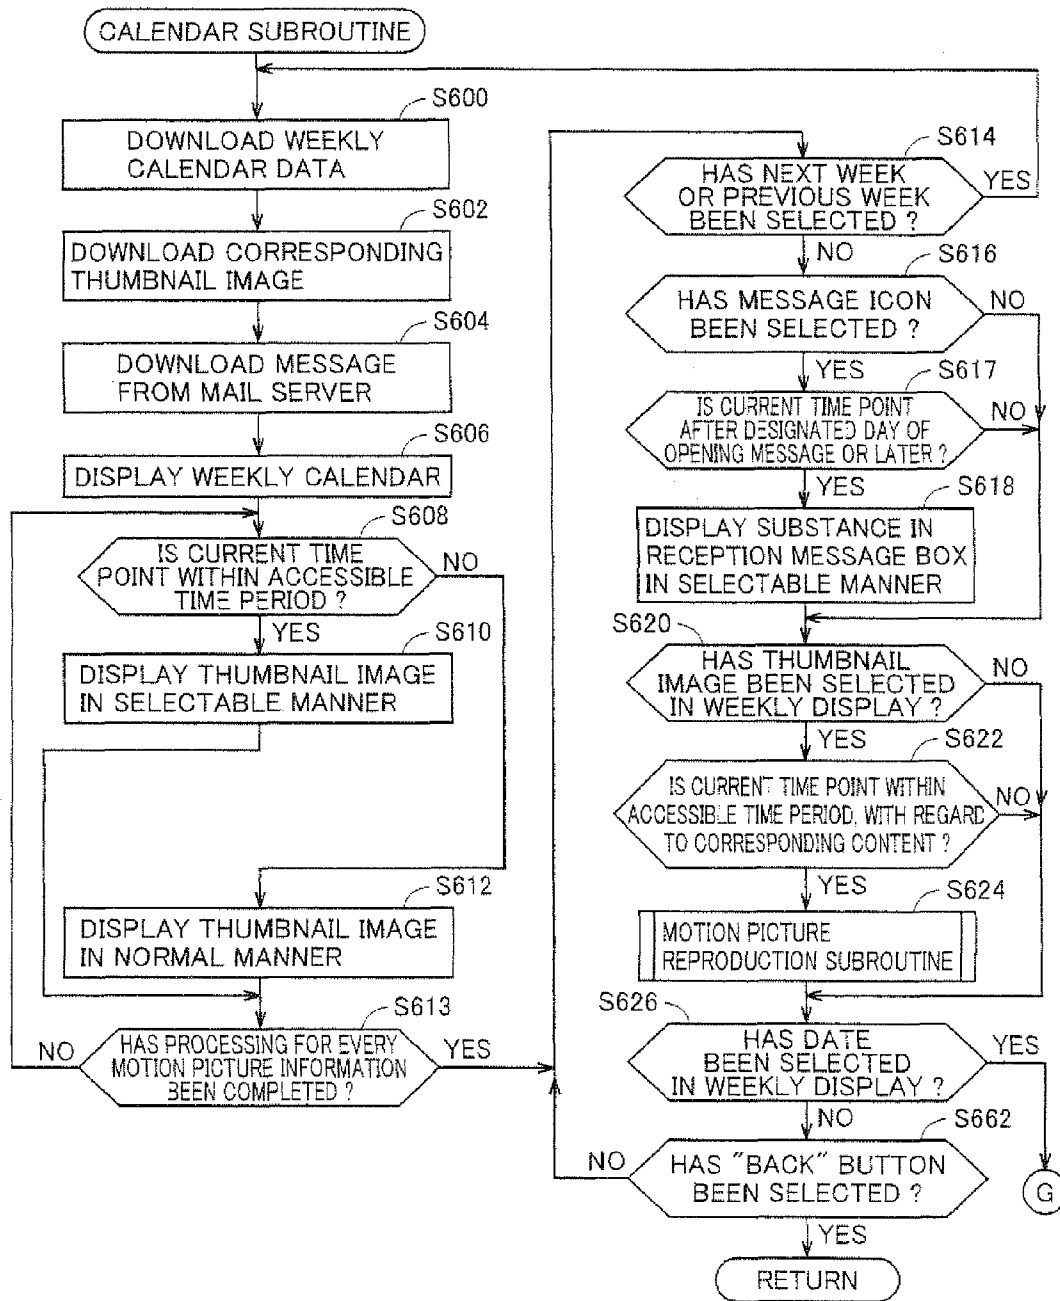 CALENDAR SUBROUTINE
S600
DOWNLOAD WEEKLY
CALENDAR DATA
S602
DOWNLOAD CORRESPONDING
THUMBNAIL IMAGE
S604
DOWNLOAD MESSAGE
FROM MAIL SERVER
S606
DISPLAY WEEKLY CALENDAR
S608
IS CURRENT TIME
POINT WITHIN ACCESSIBLE
TIME PERIOD ?
NO
YES
S610
DISPLAY THUMBNAIL IMAGE
IN SELECTABLE MANNER
S612
DISPLAY THUMBNAIL IMAGE
IN NORMAL MANNER
S613
HAS PROCESSING FOR EVERY
MOTION PICTURE INFORMATION
BEEN COMPLETED ?
NO
YES
S614
HAS NEXT WEEK
OR PREVIOUS WEEK
BEEN SELECTED ?
YES
NO
S616
HAS MESSAGE ICON
BEEN SELECTED ?
NO
YES
S617
IS CURRENT TIME POINT
AFTER DESIGNATED DAY OF
OPENING MESSAGE OR LATER ?
NO
YES
S618
DISPLAY SUBSTANCE IN
RECEPTION MESSAGE BOX
IN SELECTABLE MANNER
S620
HAS THUMBNAIL
IMAGE BEEN SELECTED
IN WEEKLY DISPLAY ?
NO
YES
S622
IS CURRENT TIME POINT WITHIN
ACCESSIBLE TIME PERIOD, WITH REGARD
TO CORRESPONDING CONTENT ?
NO
YES
S624
MOTION PICTURE
REPRODUCTION SUBROUTINE
S626
HAS DATE
BEEN SELECTED
IN WEEKLY DISPLAY ?
YES
NO
S662
HAS "BACK" BUTTON
BEEN SELECTED ?
NO
G
YES
RETURN